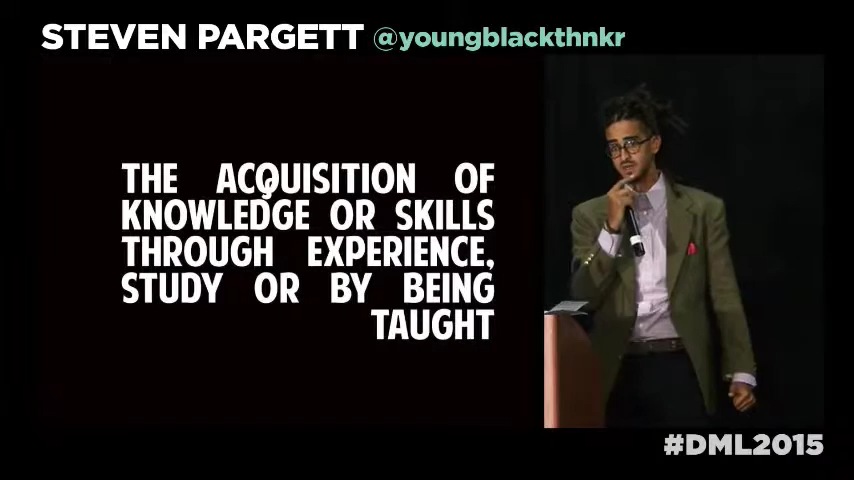 STEVEN PARGETT @youngblackthnkr
THE ACQUISITION OF
KNOWLEDGE OR SKILLS
THROUGH EXPERIENCE,
STUDY OR BY BEING
TAUGHT
#DML2015